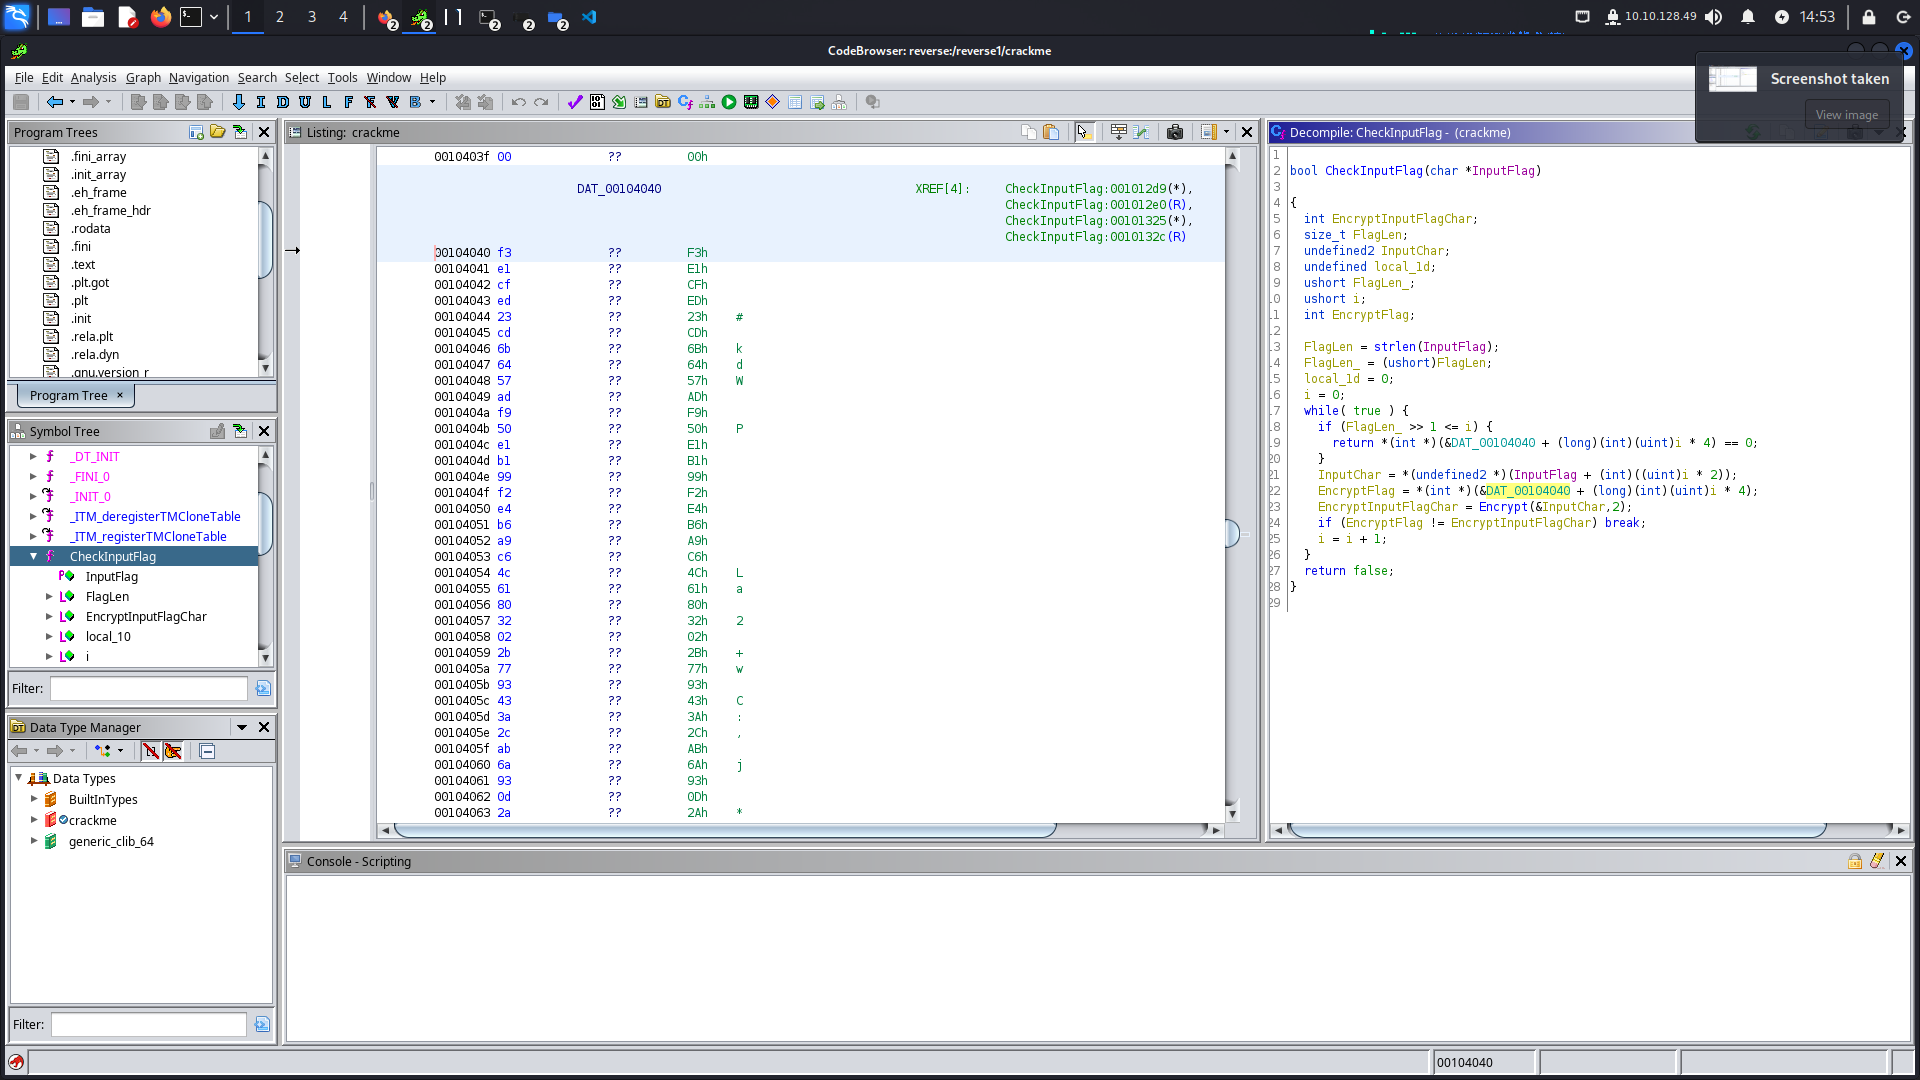 1 2 3 4 2 2 2 2 2 10.10.128.49 14:53
CodeBrowser: reverse:/reverse1/crackme
File Edit Analysis Graph Navigation Search Select Tools Window Help
Screenshot taken
View image
I D U L F F V B
Program Trees
.fini_array
.init_array
.eh_frame
.eh_frame_hdr
.rodata
.fini
.text
.plt.got
.plt
.init
.rela.plt
.rela.dyn
.gnu.version_r
Program Tree ×
Symbol Tree
_DT_INIT
_FINI_0
_INIT_0
_ITM_deregisterTMCloneTable
_ITM_registerTMCloneTable
CheckInputFlag
InputFlag
FlagLen
EncryptInputFlagChar
local_10
i
Filter:
Data Type Manager
Data Types
BuiltInTypes
crackme
generic_clib_64
Filter:
Listing: crackme
0010403f 00 ?? 00h
DAT_00104040 XREF[4]: CheckInputFlag:001012d9(*),
CheckInputFlag:001012e0(R),
CheckInputFlag:00101325(*),
CheckInputFlag:0010132c(R)
00104040 f3 ?? F3h
00104041 e1 ?? E1h
00104042 cf ?? CFh
00104043 ed ?? EDh
00104044 23 ?? 23h #
00104045 cd ?? CDh
00104046 6b ?? 6Bh k
00104047 64 ?? 64h d
00104048 57 ?? 57h W
00104049 ad ?? ADh
0010404a f9 ?? F9h
0010404b 50 ?? 50h P
0010404c e1 ?? E1h
0010404d b1 ?? B1h
0010404e 99 ?? 99h
0010404f f2 ?? F2h
00104050 e4 ?? E4h
00104051 b6 ?? B6h
00104052 a9 ?? A9h
00104053 c6 ?? C6h
00104054 4c ?? 4Ch L
00104055 61 ?? 61h a
00104056 80 ?? 80h
00104057 32 ?? 32h 2
00104058 02 ?? 02h
00104059 2b ?? 2Bh +
0010405a 77 ?? 77h w
0010405b 93 ?? 93h
0010405c 43 ?? 43h C
0010405d 3a ?? 3Ah :
0010405e 2c ?? 2Ch ,
0010405f ab ?? ABh
00104060 6a ?? 6Ah j
00104061 93 ?? 93h
00104062 0d ?? 0Dh
00104063 2a ?? 2Ah *
Decompile: CheckInputFlag - (crackme)
1
2 bool CheckInputFlag(char *InputFlag)
3
4 {
5 int EncryptInputFlagChar;
6 size_t FlagLen;
7 undefined2 InputChar;
8 undefined local_1d;
9 ushort FlagLen_;
.0 ushort i;
.1 int EncryptFlag;
.2
.3 FlagLen = strlen(InputFlag);
.4 FlagLen_ = (ushort)FlagLen;
.5 local_1d = 0;
.6 i = 0;
.7 while( true ) {
.8 if (FlagLen_ >> 1 <= i) {
.9 return *(int *)(&DAT_00104040 + (long)(int)(uint)i * 4) == 0;
20 }
21 InputChar = *(undefined2 *)(InputFlag + (int)((uint)i * 2));
22 EncryptFlag = *(int *)(&DAT_00104040 + (long)(int)(uint)i * 4);
23 EncryptInputFlagChar = Encrypt(&InputChar,2);
24 if (EncryptFlag != EncryptInputFlagChar) break;
25 i = i + 1;
26 }
27 return false;
28 }
29
Console - Scripting
00104040